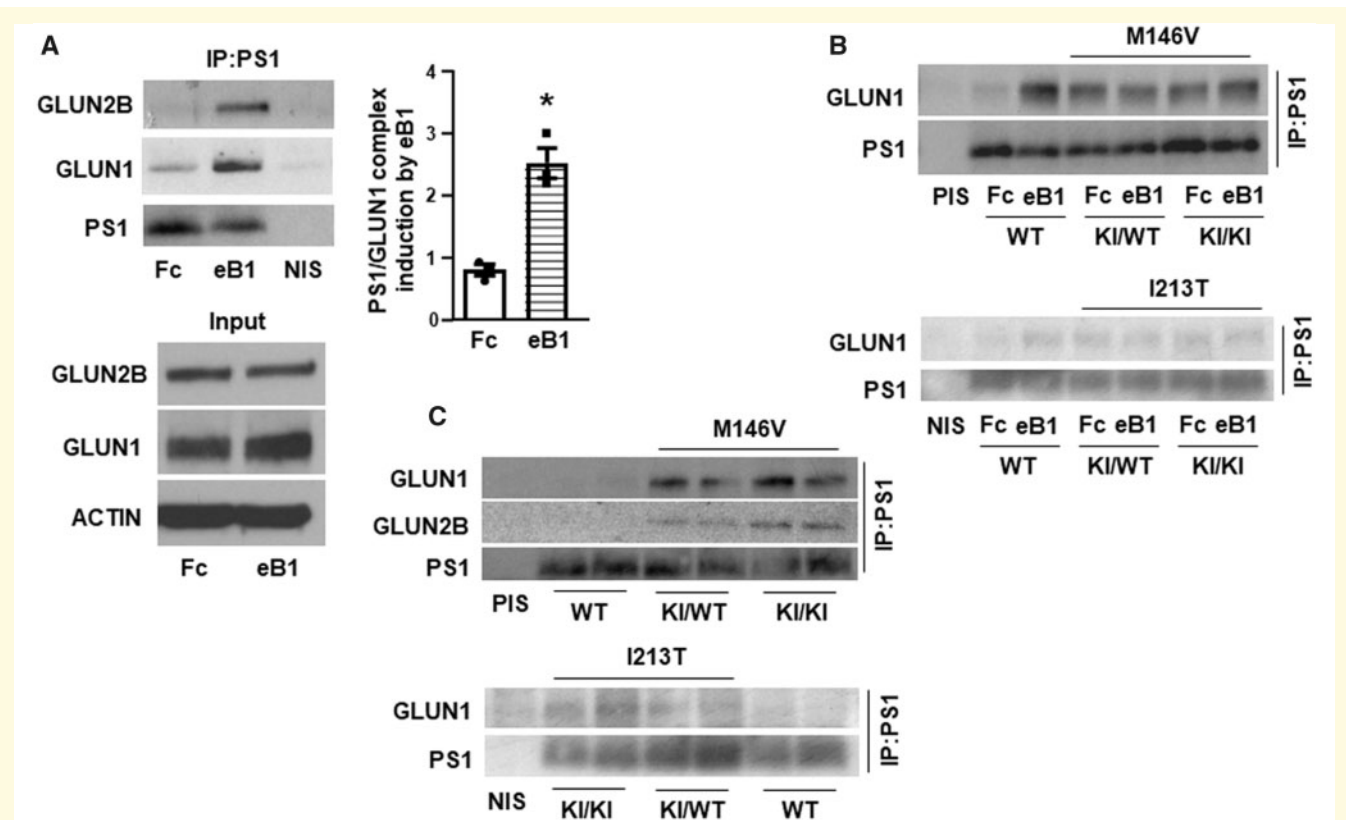 A
IP:PS1
GLUN2B
GLUN1
PS1
Fc eB1 NIS
Input
GLUN2B
GLUN1
ACTIN
Fc eB1
PS1/GLUN1 complex
induction by eB1
4
3
2
1
0
*
Fc eB1
B
M146V
GLUN1
PS1
IP:PS1
PIS Fc eB1 Fc eB1 Fc eB1
WT KI/WT KI/KI
I213T
GLUN1
PS1
IP:PS1
NIS Fc eB1 Fc eB1 Fc eB1
WT KI/WT KI/KI
C
M146V
GLUN1
GLUN2B
PS1
IP:PS1
PIS WT KI/WT KI/KI
I213T
GLUN1
PS1
IP:PS1
NIS KI/KI KI/WT WT